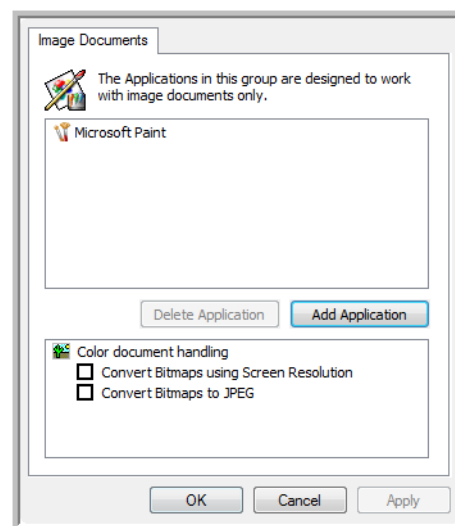 Image Documents
The Applications in this group are designed to work
with image documents only.
Microsoft Paint
Delete Application
Add Application
Color document handling
Convert Bitmaps using Screen Resolution
Convert Bitmaps to JPEG
OK
Cancel
Apply